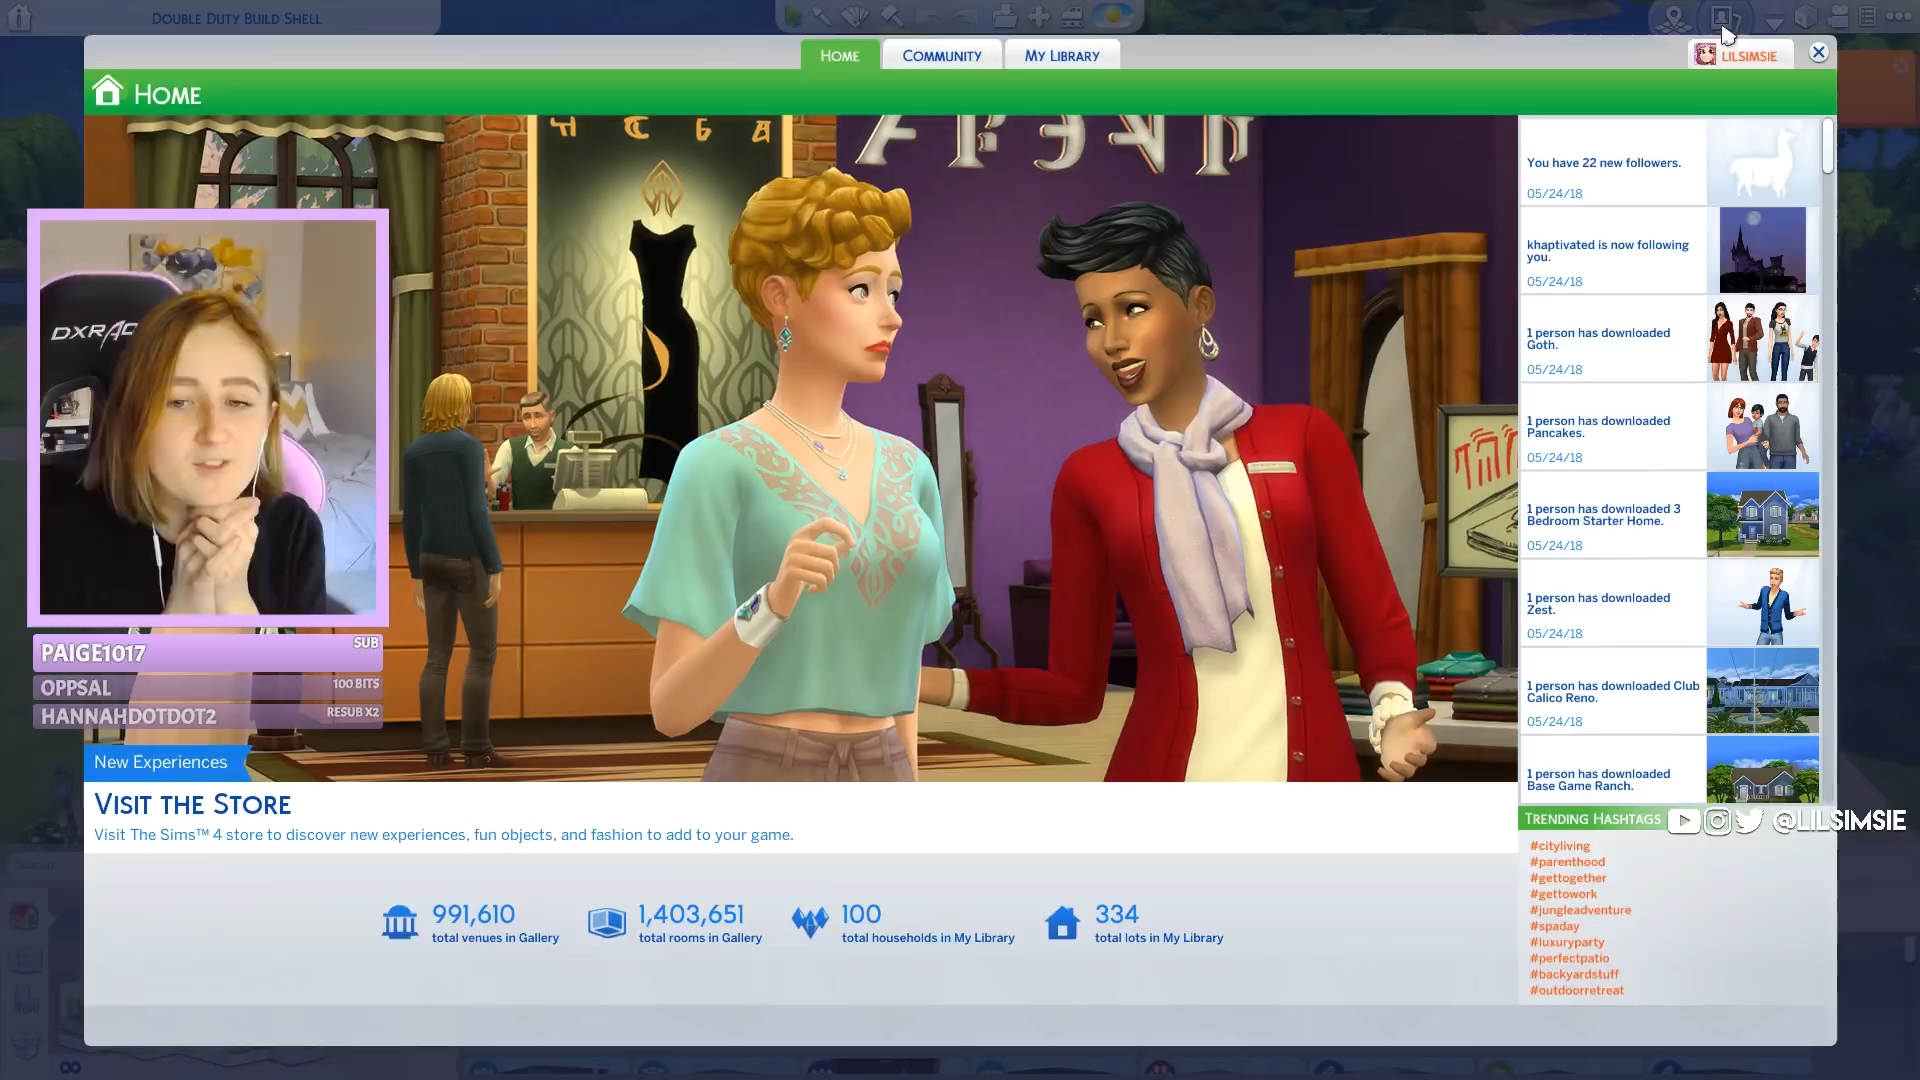 DOUBLE DUTY BUILD SHELL
HOME
COMMUNITY
MY LIBRARY
LILSIMSIE
HOME
You have 22 new followers.
05/24/18
khaptivated is now following
you.
05/24/18
1 person has downloaded
Goth.
05/24/18
1 person has downloaded
Pancakes.
05/24/18
1 person has downloaded 3
Bedroom Starter Home.
05/24/18
1 person has downloaded
Zest.
05/24/18
1 person has downloaded Club
Calico Reno.
05/24/18
1 person has downloaded
Base Game Ranch.
PAIGE1017
SUB
OPPSAL
100 BITS
HANNAHDOTDOT2
RESUB X2
New Experiences
VISIT THE STORE
Visit The Sims™ 4 store to discover new experiences, fun objects, and fashion to add to your game.
991,610
total venues in Gallery
1,403,651
total rooms in Gallery
100
total households in My Library
334
total lots in My Library
TRENDING HASHTAGS
@LILSIMSIE
#cityliving
#parenthood
#gettogether
#gettowork
#jungleadventure
#spaday
#luxuryparty
#perfectpatio
#backyardstuff
#outdoorretreat